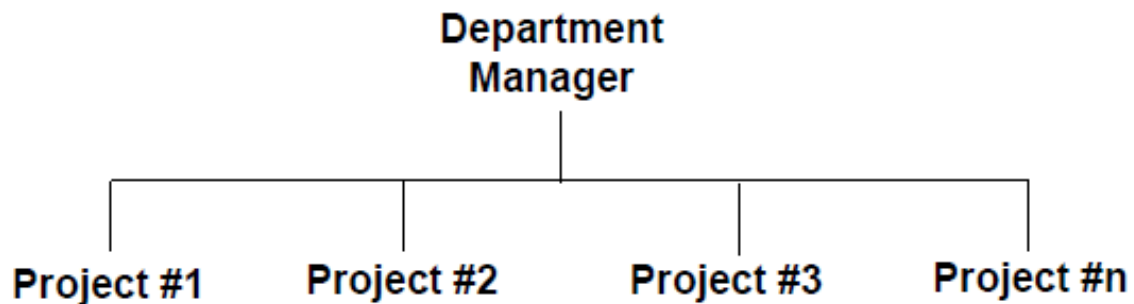 Department
Manager
Project #1
Project #2
Project #3
Project #n